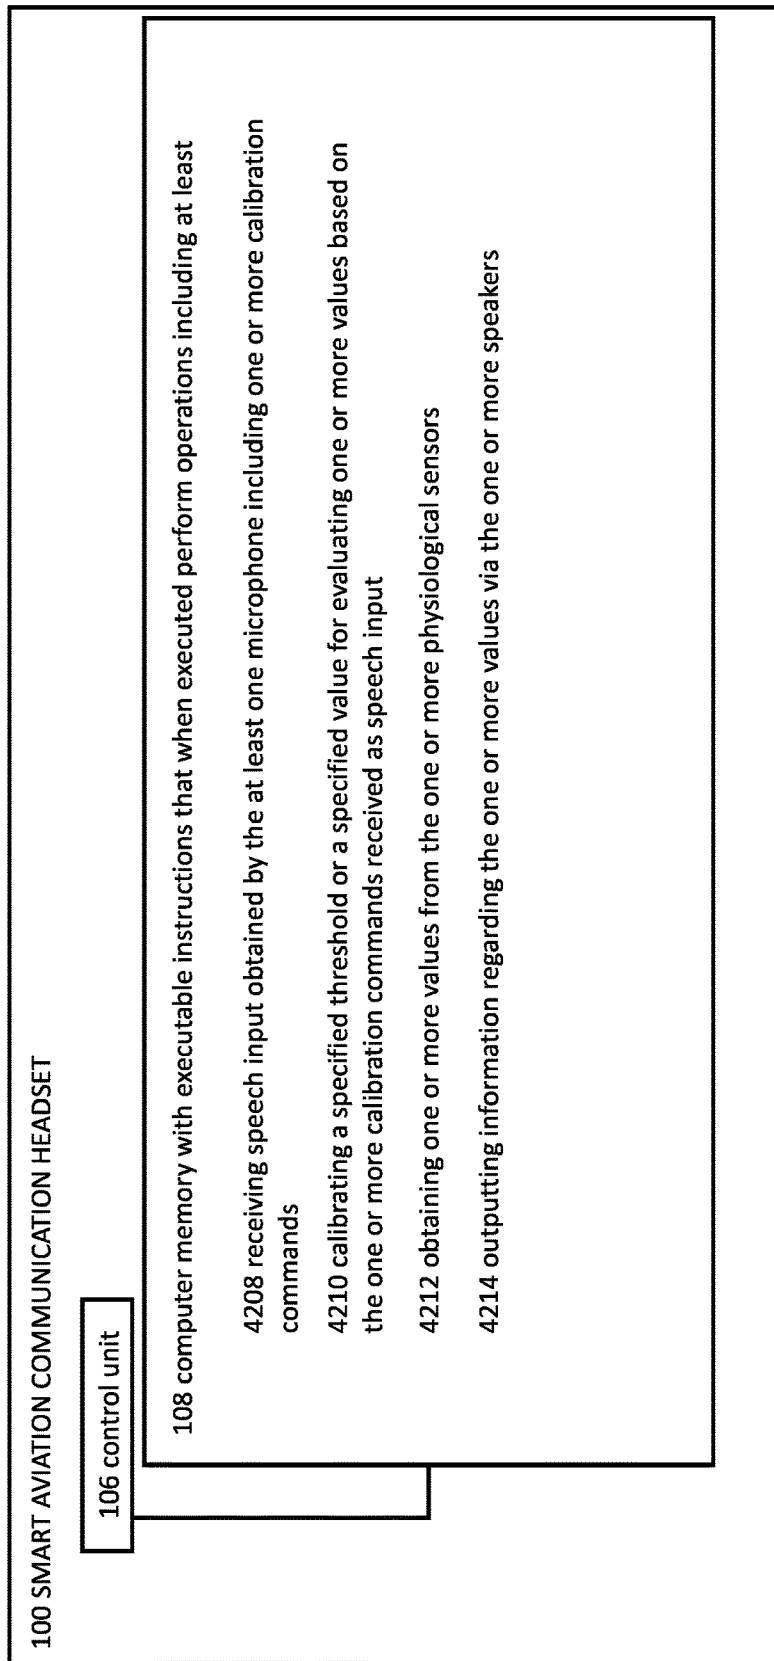 100 SMART AVIATION COMMUNICATION HEADSET
106 control unit
108 computer memory with executable instructions that when executed perform operations including at least
4208 receiving speech input obtained by the at least one microphone including one or more calibration
commands
4210 calibrating a specified threshold or a specified value for evaluating one or more values based on
the one or more calibration commands received as speech input
4212 obtaining one or more values from the one or more physiological sensors
4214 outputting information regarding the one or more values via the one or more speakers